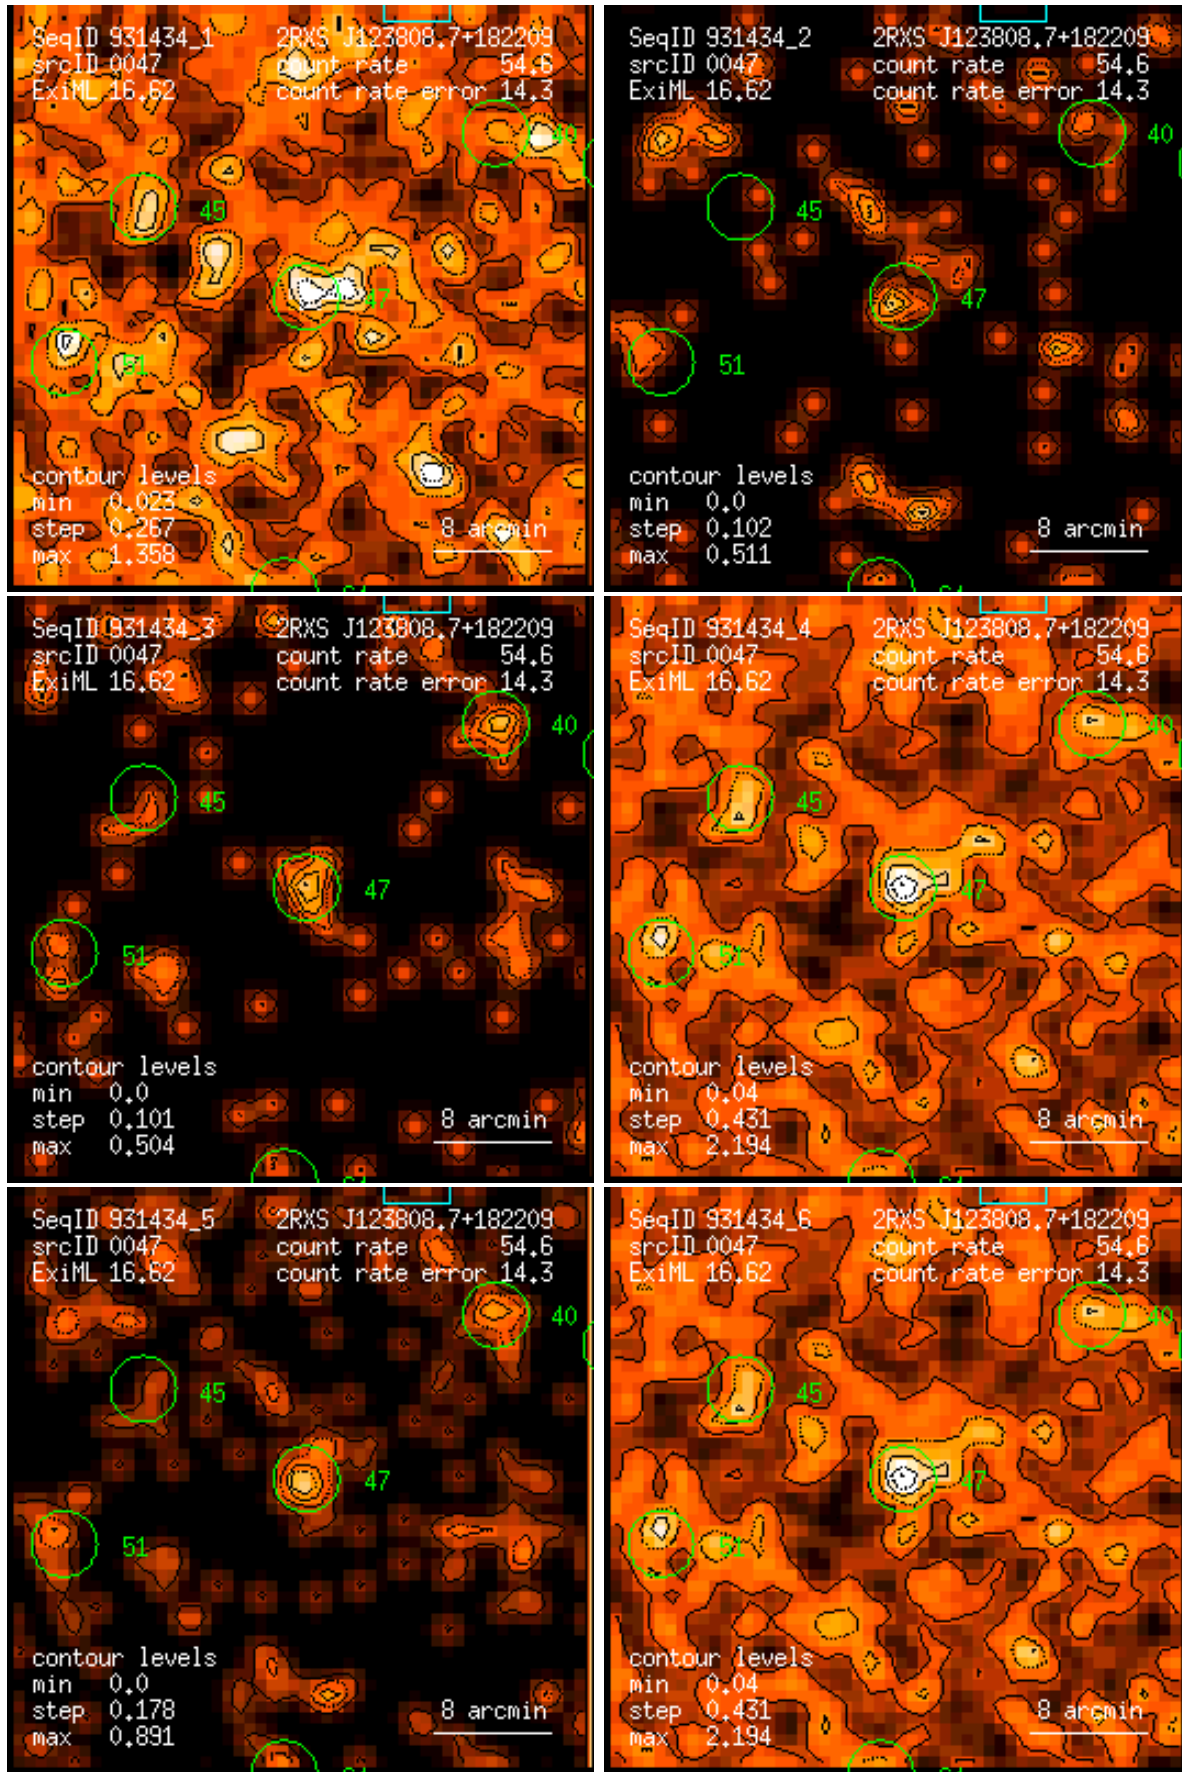 SeqID 931434_1 2RXS J123808.7+182209
srcID 0047 count rate 54.6
ExiML 16.62 count rate error 14.3
40
45
47
51
contour levels
min 0.023
step 0.267 8 arcmin
max 1.358
SeqID 931434_2 2RXS J123808.7+182209
srcID 0047 count rate 54.6
ExiML 16.62 count rate error 14.3
40
45
47
51
contour levels
min 0.0
step 0.102 8 arcmin
max 0.511
SeqID 931434_3 2RXS J123808.7+182209
srcID 0047 count rate 54.6
ExiML 16.62 count rate error 14.3
40
45
47
51
contour levels
min 0.0
step 0.101 8 arcmin
max 0.504
SeqID 931434_4 2RXS J123808.7+182209
srcID 0047 count rate 54.6
ExiML 16.62 count rate error 14.3
40
45
47
51
contour levels
min 0.04
step 0.431 8 arcmin
max 2.194
SeqID 931434_5 2RXS J123808.7+182209
srcID 0047 count rate 54.6
ExiML 16.62 count rate error 14.3
40
45
47
51
contour levels
min 0.0
step 0.178 8 arcmin
max 0.891
SeqID 931434_6 2RXS J123808.7+182209
srcID 0047 count rate 54.6
ExiML 16.62 count rate error 14.3
40
45
47
51
contour levels
min 0.04
step 0.431 8 arcmin
max 2.194